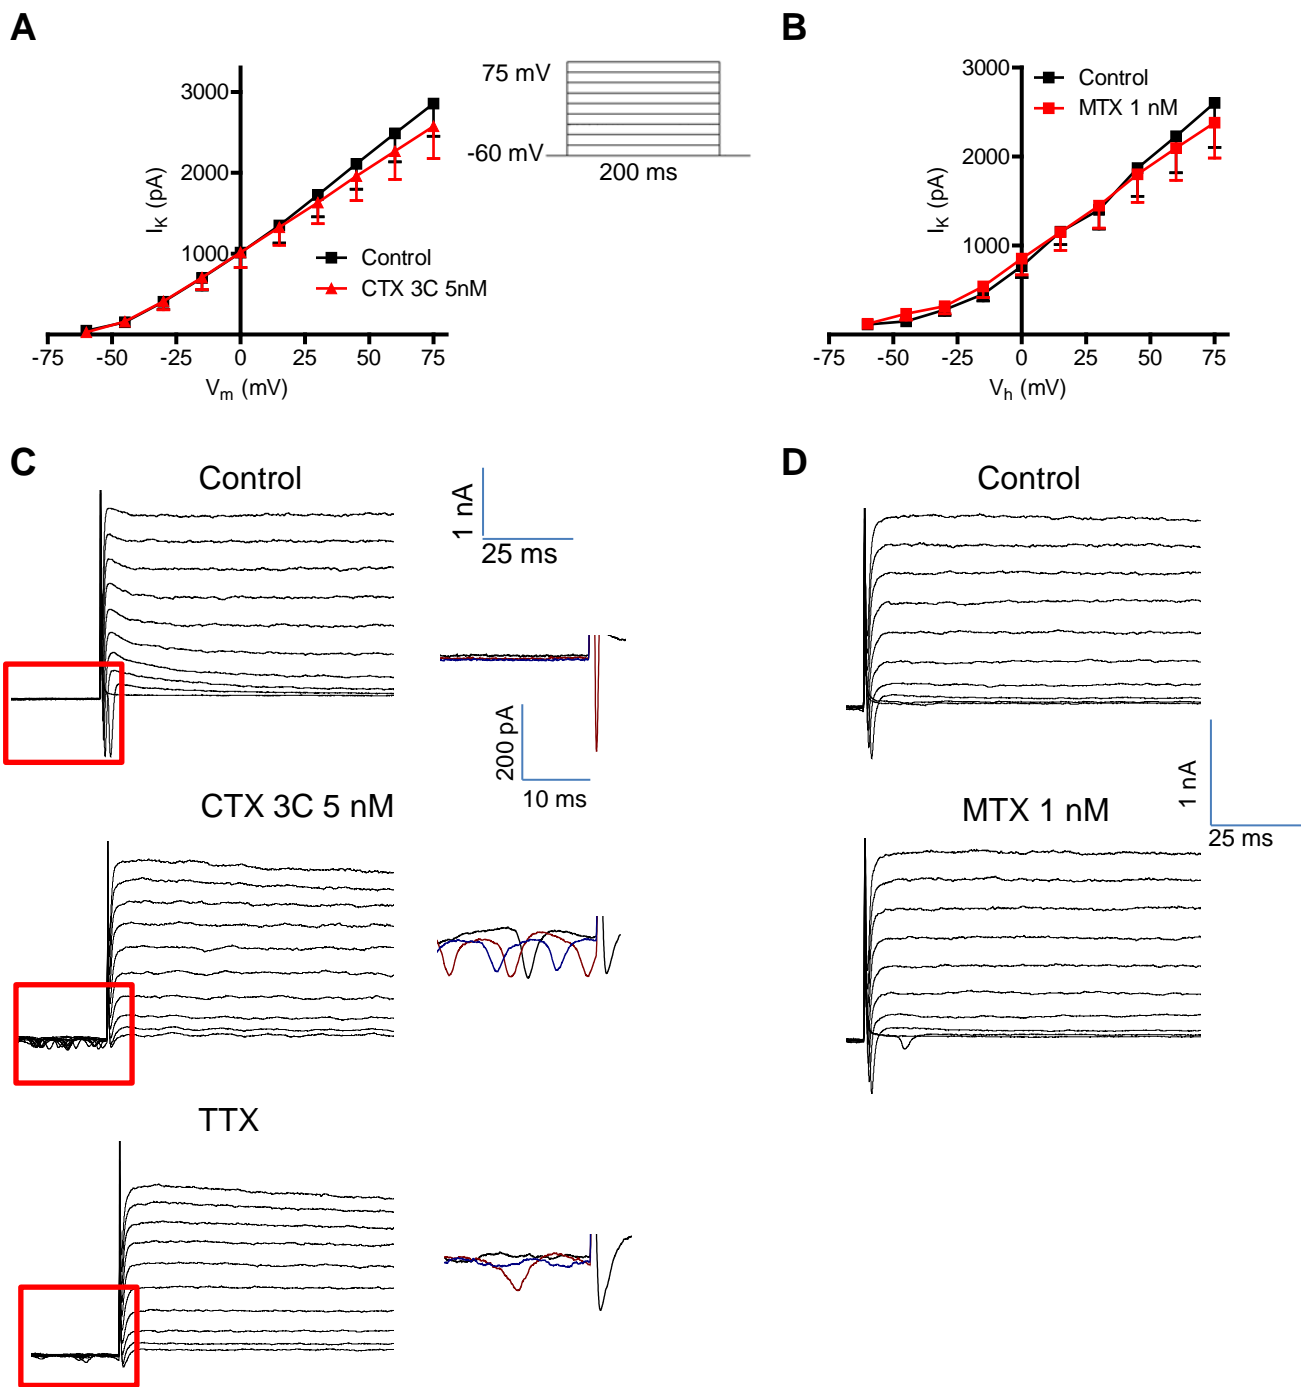 A
B
3000
2000
1000
I_K (pA)
-75 -50 -25 0 25 50 75
V_m (mV)
Control
CTX 3C 5nM
75 mV
-60 mV
200 ms
3000
2000
1000
I_K (pA)
-75 -50 -25 0 25 50 75
V_h (mV)
Control
MTX 1 nM
C
Control
1 nA
25 ms
200 pA
10 ms
CTX 3C 5 nM
TTX
D
Control
MTX 1 nM
1 nA
25 ms